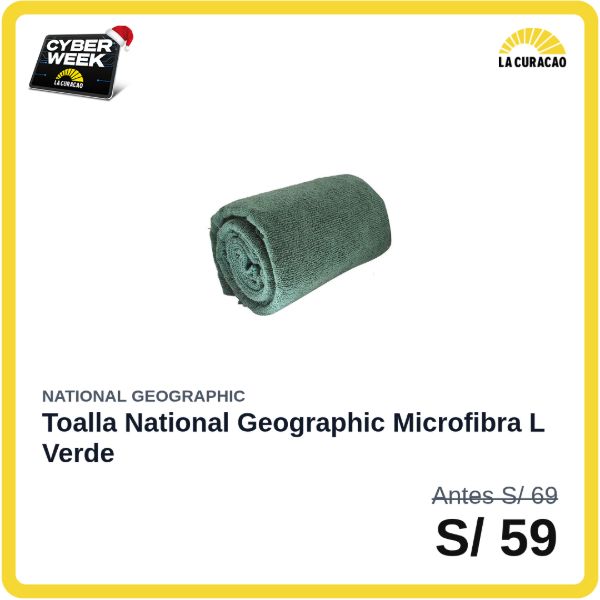 CYBER
WEEK
LA CURACAO
LA CURACAO
NATIONAL GEOGRAPHIC
Toalla National Geographic Microfibra L
Verde
Antes S/ 69
S/ 59